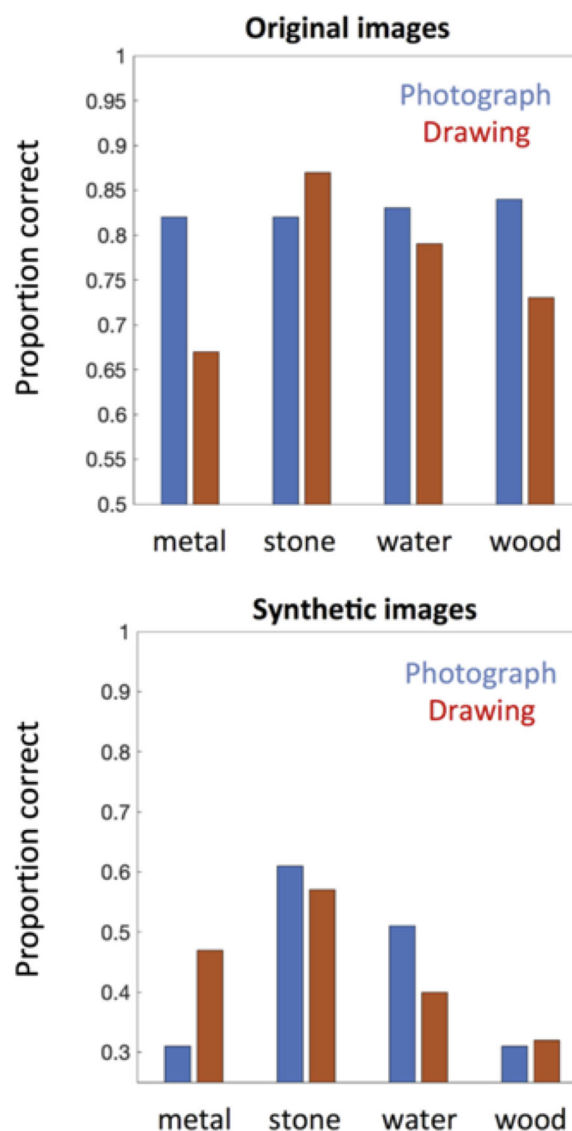 Original images
Photograph
Drawing
Proportion correct
1
0.95
0.9
0.85
0.8
0.75
0.7
0.65
0.6
0.55
0.5
metal stone water wood
Synthetic images
Photograph
Drawing
Proportion correct
1
0.9
0.8
0.7
0.6
0.5
0.4
0.3
metal stone water wood